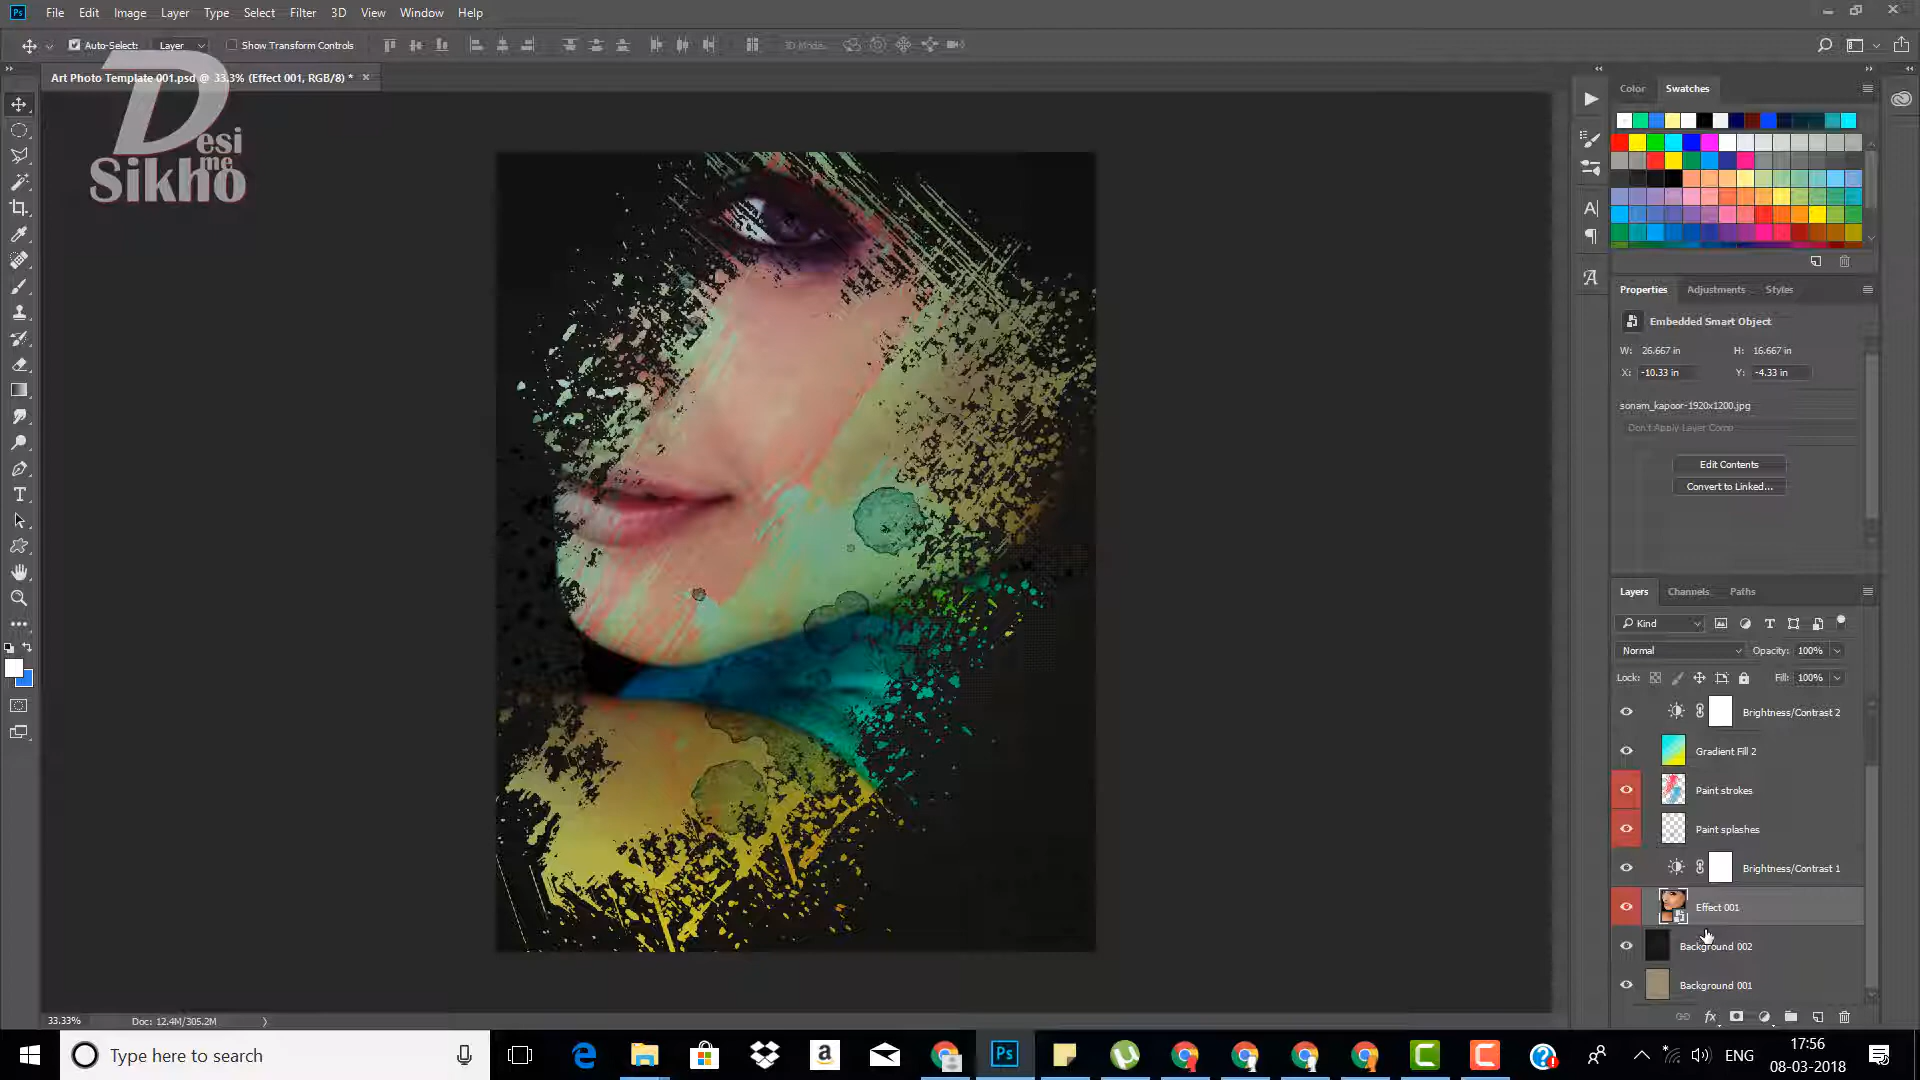 Ps File Edit Image Layer Type Select Filter 3D View Window Help
Auto-Select: Layer Show Transform Controls 3D Mode:
Art Photo Template 001.psd @ 33.3% (Effect 001, RGB/8) *
Desi
me
Sikho
Color Swatches
Properties Adjustments Styles
Embedded Smart Object
W: 26.667 in H: 16.667 in
X: -10.33 in Y: -4.33 in
sonam_kapoor-1920x1200.jpg
Don't Apply Layer Comp
Edit Contents
Convert to Linked...
Layers Channels Paths
Kind
Normal Opacity: 100%
Lock: Fill: 100%
Brightness/Contrast 2
Gradient Fill 2
Paint strokes
Paint splashes
Brightness/Contrast 1
Effect 001
Background 002
Background 001
33.33% Doc: 12.4M/305.2M
Type here to search
Ps
ENG
17:56
08-03-2018